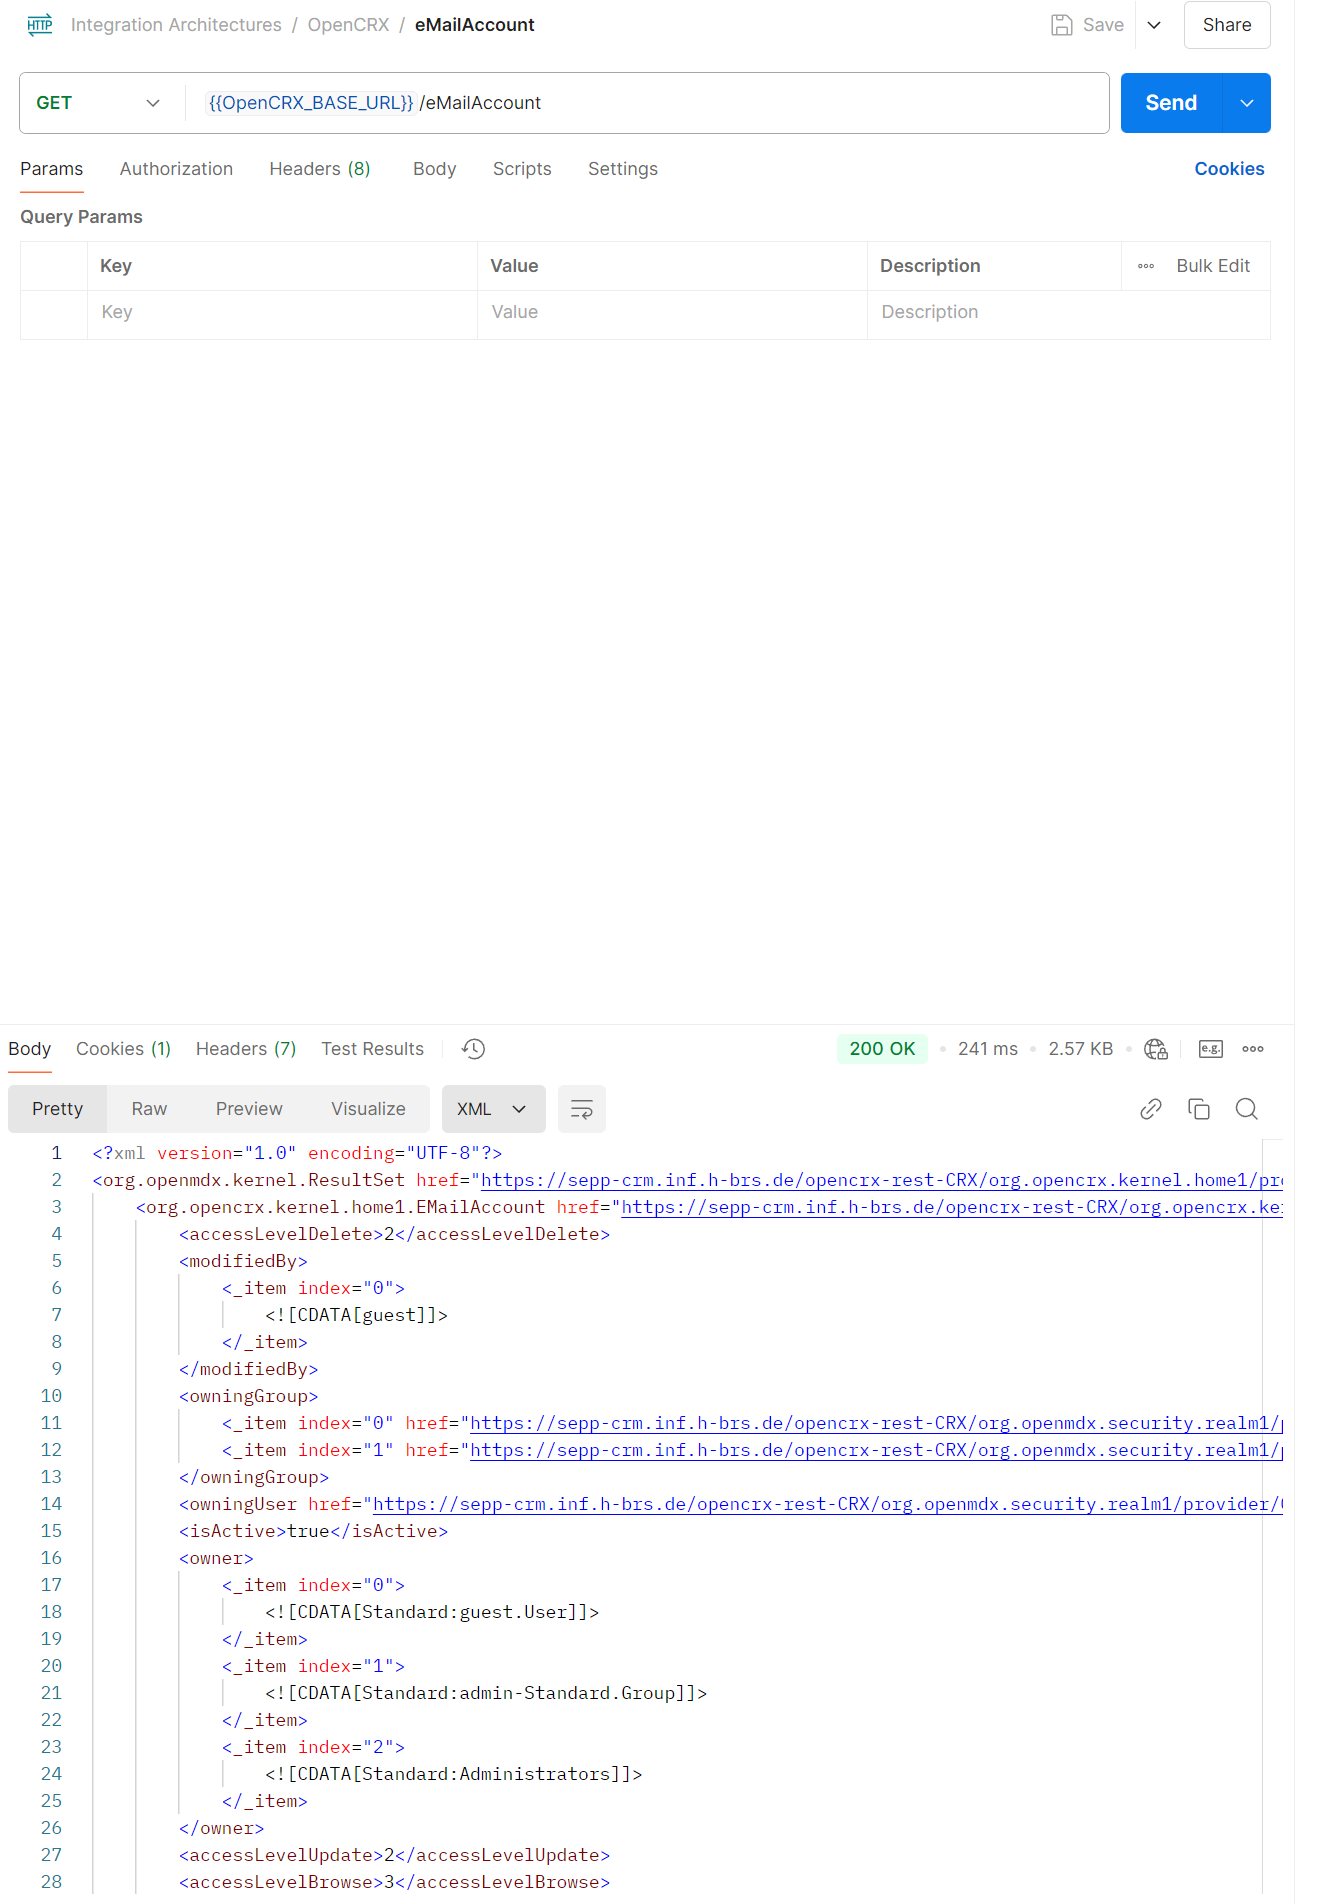 HTTP Integration Architectures / OpenCRX / eMailAccount Save Share
GET {{OpenCRX_BASE_URL}}/eMailAccount Send
Params Authorization Headers (8) Body Scripts Settings Cookies
Query Params
Key Value Description Bulk Edit
Key Value Description
Body Cookies (1) Headers (7) Test Results 200 OK 241 ms 2.57 KB e.g.
Pretty Raw Preview Visualize XML
1 <?xml version="1.0" encoding="UTF-8"?>
2 <org.openmdx.kernel.ResultSet href="https://sepp-crm.inf.h-brs.de/opencrx-rest-CRX/org.opencrx.kernel.home1/pro
3 <org.opencrx.kernel.home1.EMailAccount href="https://sepp-crm.inf.h-brs.de/opencrx-rest-CRX/org.opencrx.ke
4 <accessLevelDelete>2</accessLevelDelete>
5 <modifiedBy>
6 <_item index="0">
7 <![CDATA[guest]]>
8 </_item>
9 </modifiedBy>
10 <owningGroup>
11 <_item index="0" href="https://sepp-crm.inf.h-brs.de/opencrx-rest-CRX/org.openmdx.security.realm1/
12 <_item index="1" href="https://sepp-crm.inf.h-brs.de/opencrx-rest-CRX/org.openmdx.security.realm1/
13 </owningGroup>
14 <owningUser href="https://sepp-crm.inf.h-brs.de/opencrx-rest-CRX/org.openmdx.security.realm1/provider/
15 <isActive>true</isActive>
16 <owner>
17 <_item index="0">
18 <![CDATA[Standard:guest.User]]>
19 </_item>
20 <_item index="1">
21 <![CDATA[Standard:admin-Standard.Group]]>
22 </_item>
23 <_item index="2">
24 <![CDATA[Standard:Administrators]]>
25 </_item>
26 </owner>
27 <accessLevelUpdate>2</accessLevelUpdate>
28 <accessLevelBrowse>3</accessLevelBrowse>